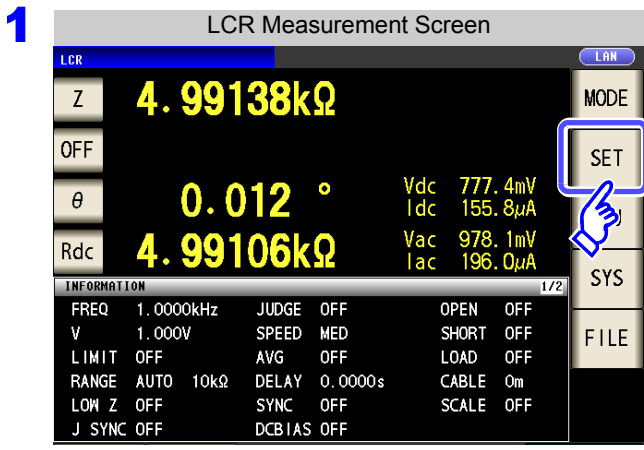 1
LCR Measurement Screen
LCR
LAN
Z 4.99138kΩ
MODE
OFF
SET
θ 0.012 °
Vdc 777.4mV
Idc 155.8μA
Rdc 4.99106kΩ
Vac 978.1mV
Iac 196.0μA
SYS
INFORMATION 1/2
FREQ 1.0000kHz JUDGE OFF OPEN OFF
V 1.000V SPEED MED SHORT OFF
FILE
LIMIT OFF AVG OFF LOAD OFF
RANGE AUTO 10kΩ DELAY 0.0000s CABLE 0m
LOW Z OFF SYNC OFF SCALE OFF
J SYNC OFF DCBIAS OFF